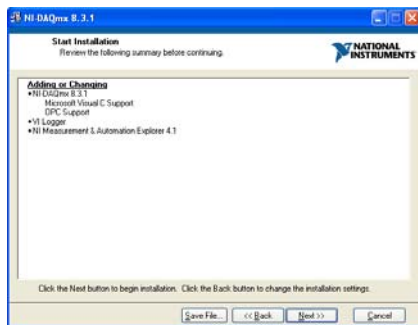 NI-DAQmx 8.3.1
Start Installation
Review the following summary before continuing.
NATIONAL
INSTRUMENTS
Adding or Changing
•NI-DAQmx 8.3.1
Microsoft Visual C Support
OPC Support
•VI Logger
•NI Measurement & Automation Explorer 4.1
Click the Next button to begin installation. Click the Back button to change the installation settings.
Save File...
<< Back
Next >>
Cancel